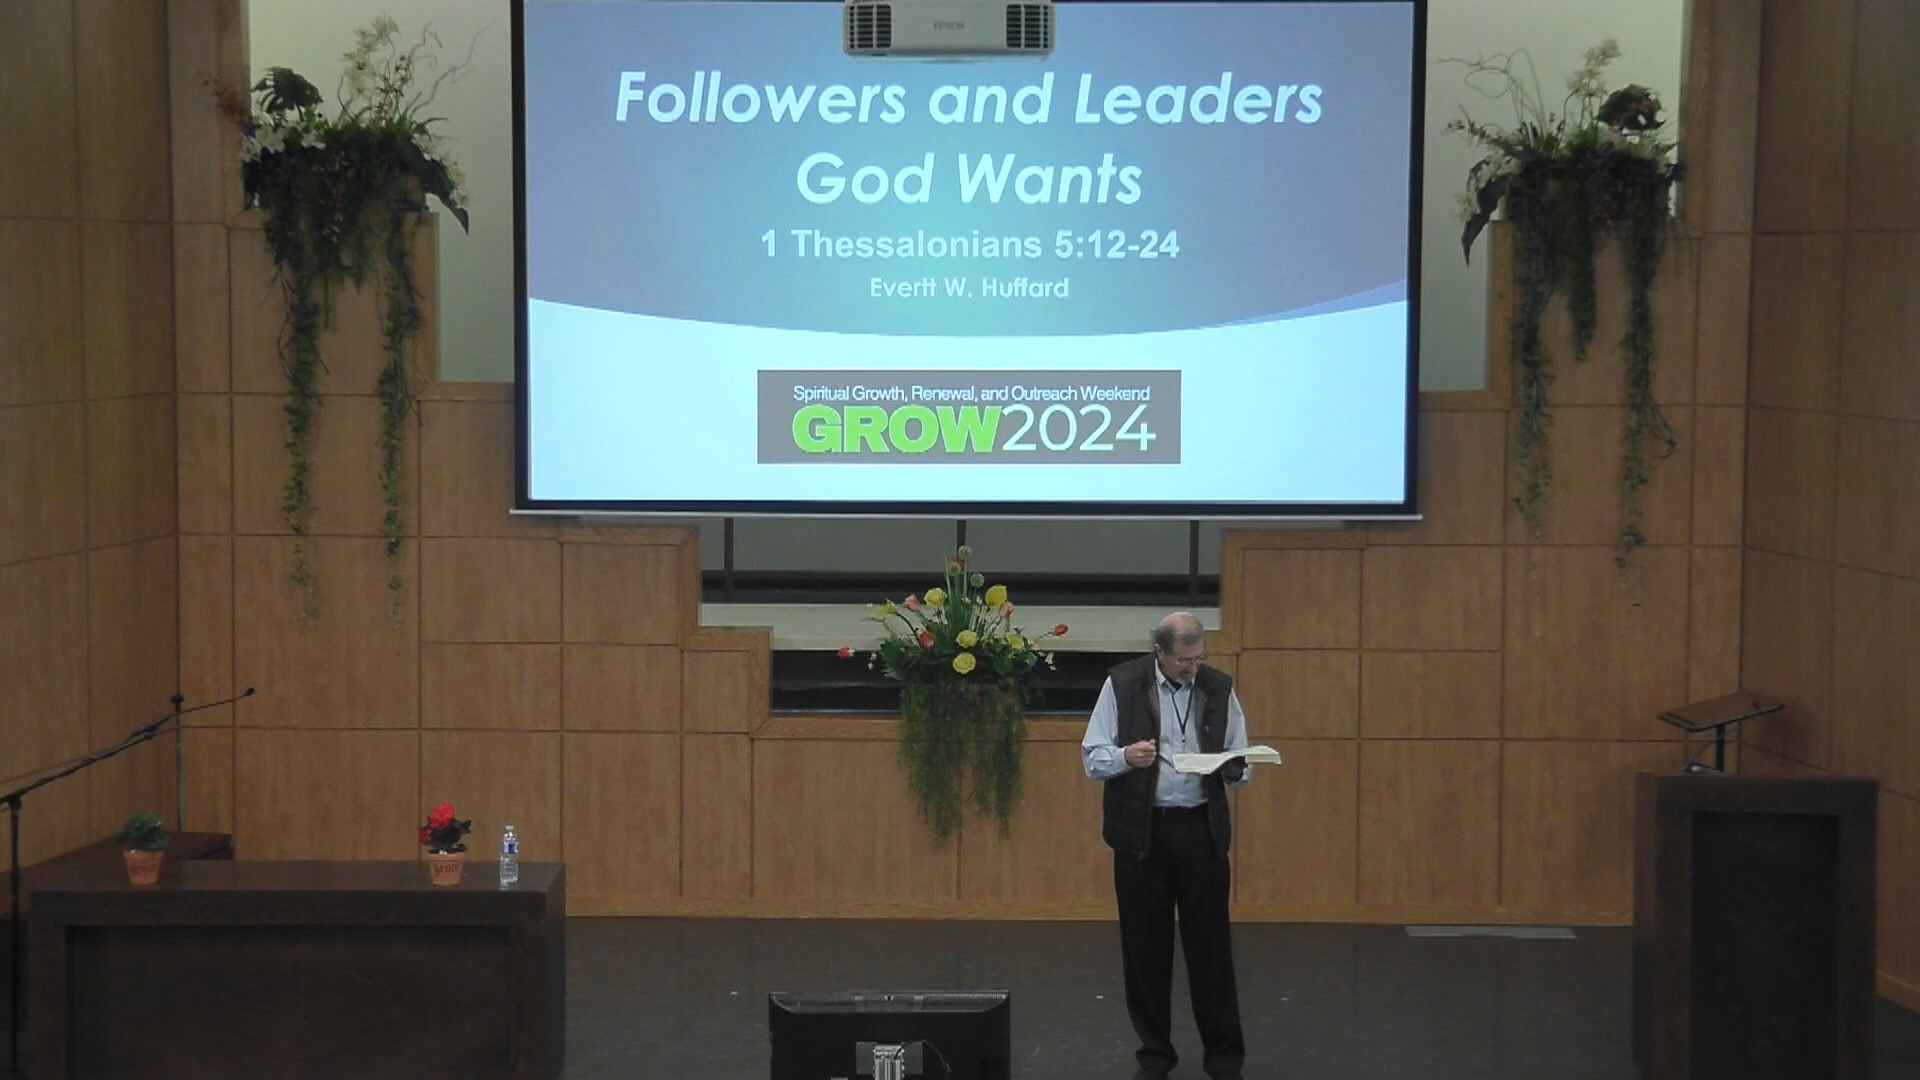 EPSON
Followers and Leaders
God Wants
1 Thessalonians 5:12-24
Evertt W. Huffard
Spiritual Growth, Renewal, and Outreach Weekend
GROW2024